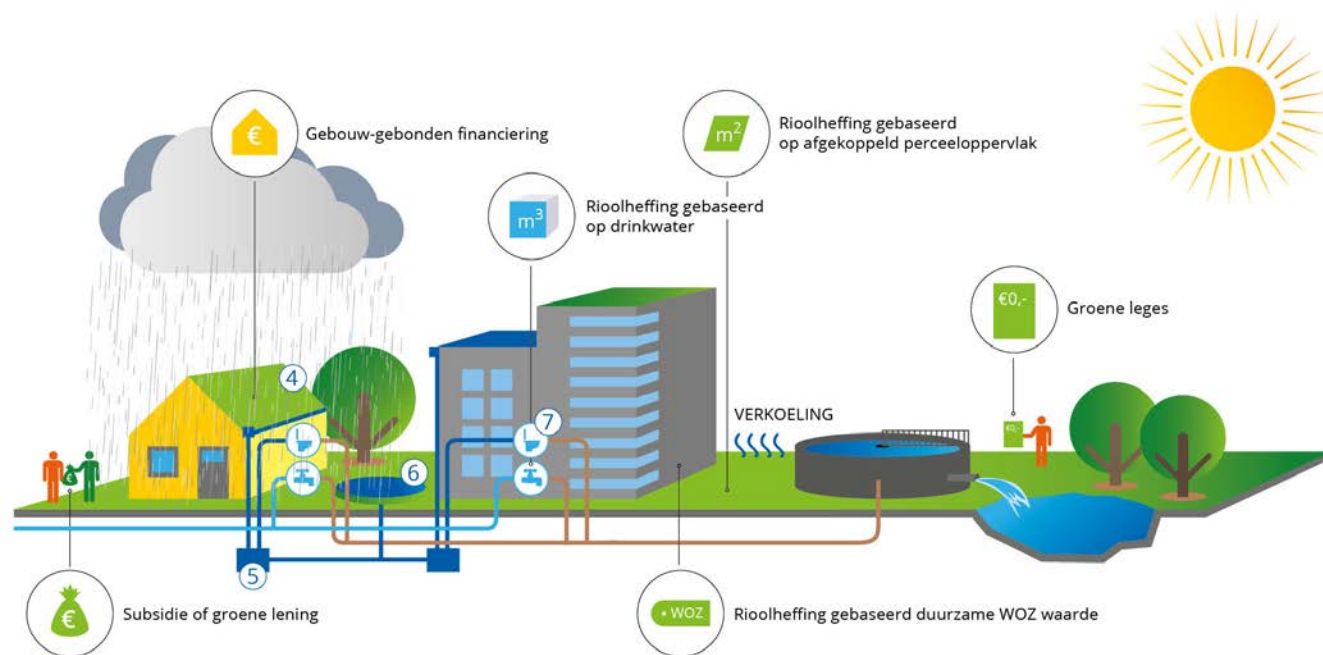 €
Gebouw-gebonden financiering
m²
Rioolheffing gebaseerd
op afgekoppeld perceeloppervlak
m³
Rioolheffing gebaseerd
op drinkwater
€0,-
Groene leges
4
7
VERKOELING
€0,-
6
5
€
Subsidie of groene lening
• WOZ
Rioolheffing gebaseerd duurzame WOZ waarde